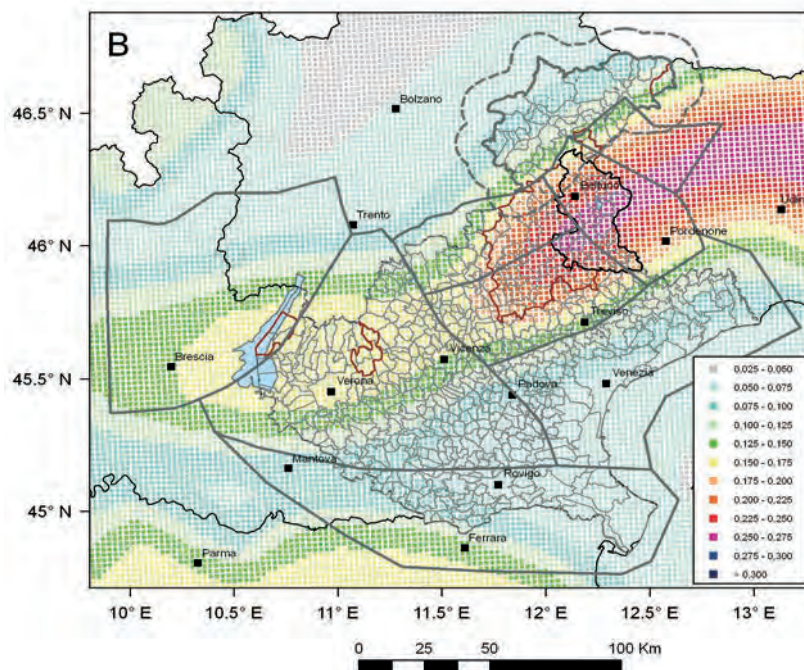 B
46.5° N
46° N
45.5° N
45° N
Bolzano
Trento
Belluno
Udin
Pordenone
Treviso
Brescia
Vicenza
Verona
Padova
Venezia
Mantova
Rovigo
Ferrara
Parma
0,025 - 0,050
0,050 - 0,075
0,075 - 0,100
0,100 - 0,125
0,125 - 0,150
0.150 - 0.175
0.175 - 0.200
0.200 - 0.225
0.225 - 0.250
0.250 - 0.275
0,275 - 0,300
> 0,300
10° E
10.5° E
11° E
11.5° E
12° E
12.5° E
13° E
0 25 50 100 Km